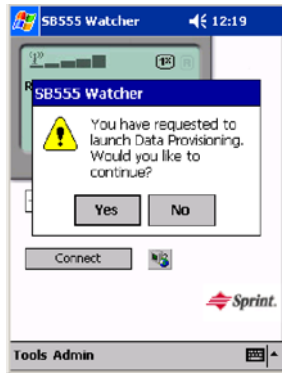 SB555 Watcher 12:19
1X
R
SB555 Watcher
You have requested to
launch Data Provisioning.
Would you like to
continue?
Yes No
Connect
Sprint.
Tools Admin